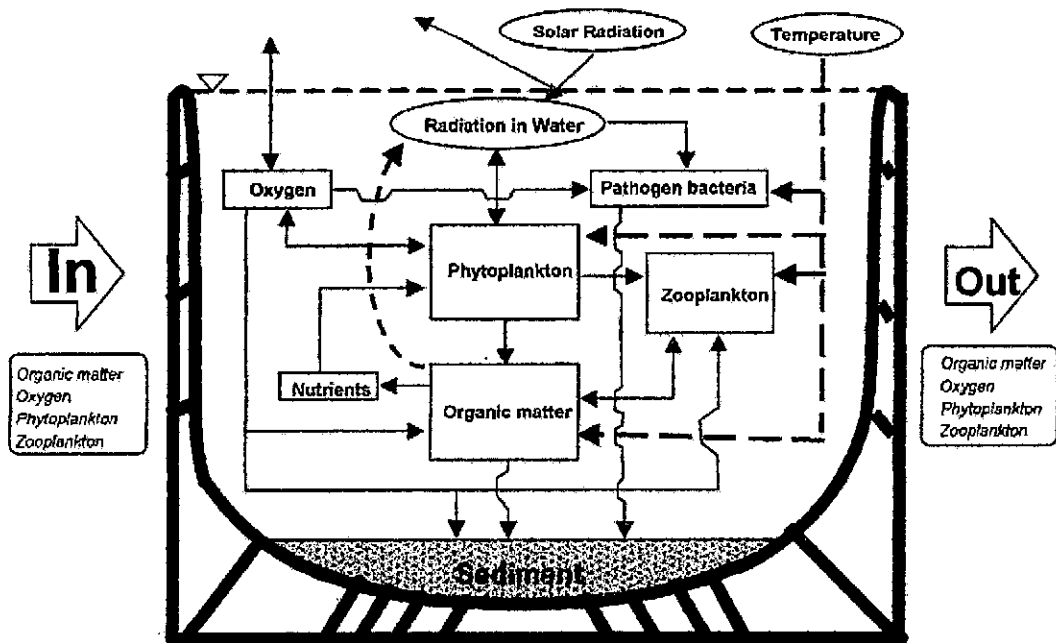 Solar Radiation
Temperature
Radiation in Water
Oxygen
Pathogen bacteria
In
Phytoplankton
Zooplankton
Out
Organic matter
Oxygen
Phytoplankton
Zooplankton
Nutrients
Organic matter
Organic matter
Oxygen
Phytoplankton
Zooplankton
Sediment